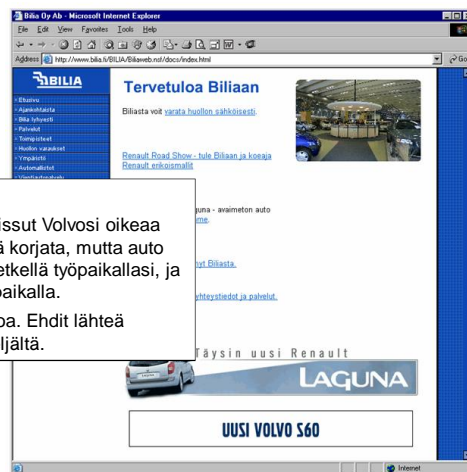 Bilia Oy Ab - Microsoft Internet Explorer
File Edit View Favorites Tools Help
Address http://www.bilia.fi/BILIA/Biliaweb.nsf/docs/index.html Go
BILIA
Etusivu
Ajankohtaista
Bilia lyhyesti
Palvelut
Toimipisteet
Huollon varaukset
Ympäristö
Automallistot
Tervetuloa Biliaan
Biliasta voit varata huollon sähköisesti.
Renault Road Show - tule Biliaan ja koeaja
Renault erikoismallit
guna - avaimeton auto
me.
nyt Biliasta.
yhteystiedot ja palvelut.
issut Volvosi oikeaa
ä korjata, mutta auto
etkellä työpaikallasi, ja
paikalla.
oa. Ehdit lähteä
ljältä.
Täysin uusi Renault
LAGUNA
UUSI VOLVO S60
Internet